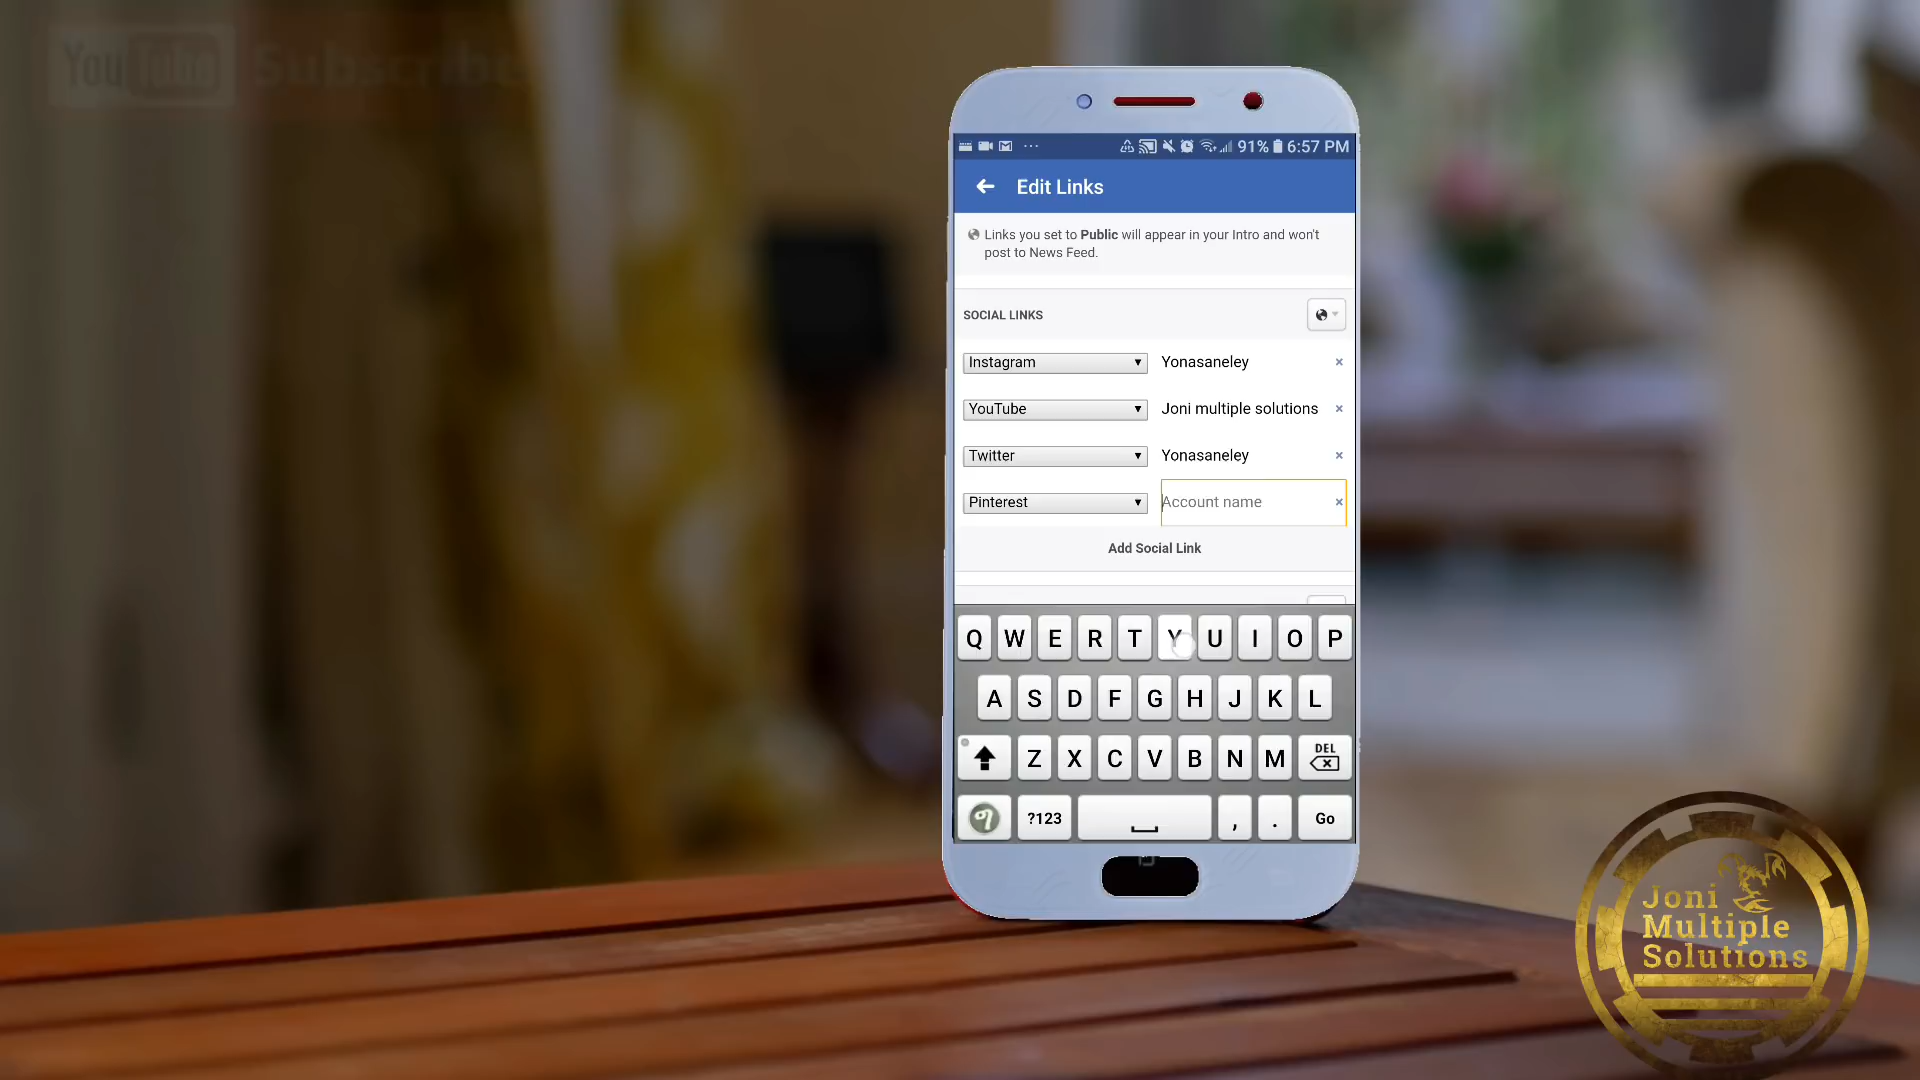 YouTube Subscribe
91% 6:57 PM
Edit Links
Links you set to Public will appear in your Intro and won't
post to News Feed.
SOCIAL LINKS
Instagram Yonasaneley ×
YouTube Joni multiple solutions ×
Twitter Yonasaneley ×
Pinterest Account name ×
Add Social Link
Q W E R T Y U I O P
A S D F G H J K L
Z X C V B N M DEL
?123 , . Go
Joni
Multiple
Solutions